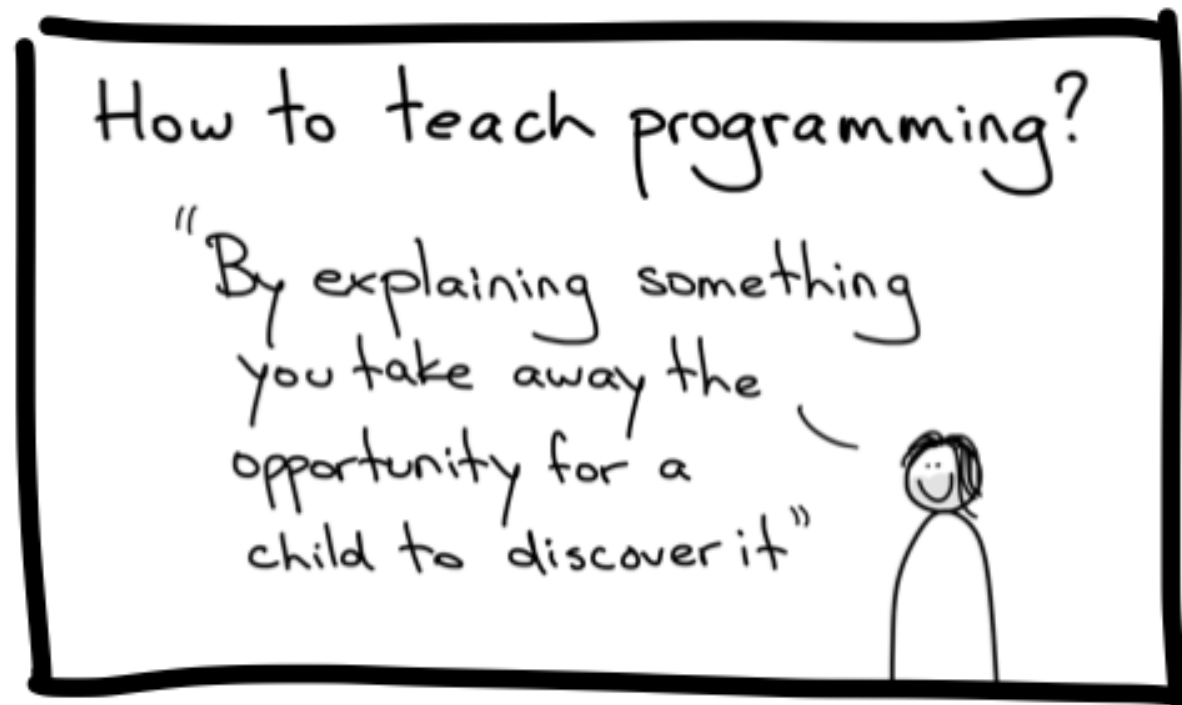 How to teach programming?
"By explaining something
you take away the
opportunity for a
child to discover it"